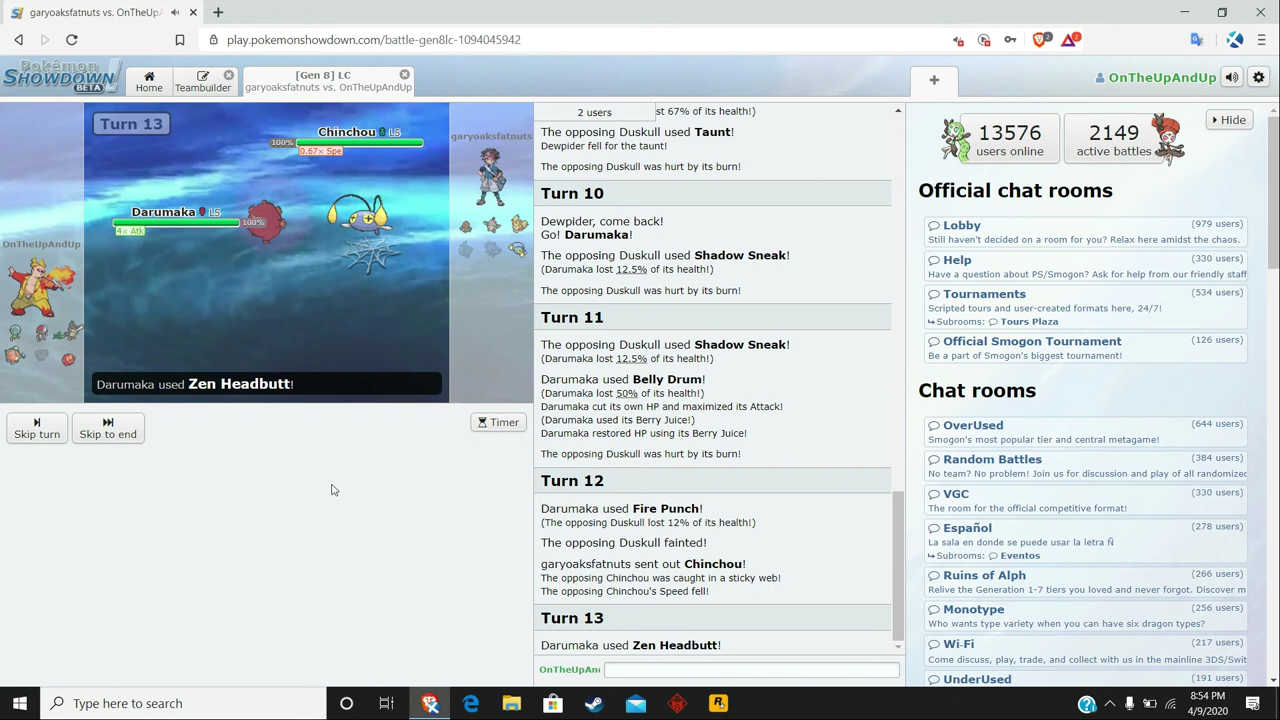 garyoaksfatnuts vs. OnTheUpA
play.pokemonshowdown.com/battle-gen8lc-1094045942
2
2
Pokémon
SHOWDOWN!
BETA
Home
Teambuilder
[Gen 8] LC
garyoaksfatnuts vs. OnTheUpAndUp
+
OnTheUpAndUp
Turn 13
Chinchou L5
100%
0.67× Spe
garyoaksfatnuts
Darumaka L5
100%
4× Atk
OnTheUpAndUp
Darumaka used Zen Headbutt!
Skip turn
Skip to end
Timer
2 users
st 67% of its health!)
The opposing Duskull used Taunt!
Dewpider fell for the taunt!
The opposing Duskull was hurt by its burn!
Turn 10
Dewpider, come back!
Go! Darumaka!
The opposing Duskull used Shadow Sneak!
(Darumaka lost 12.5% of its health!)
The opposing Duskull was hurt by its burn!
Turn 11
The opposing Duskull used Shadow Sneak!
(Darumaka lost 12.5% of its health!)
Darumaka used Belly Drum!
(Darumaka lost 50% of its health!)
Darumaka cut its own HP and maximized its Attack!
(Darumaka used its Berry Juice!)
Darumaka restored HP using its Berry Juice!
The opposing Duskull was hurt by its burn!
Turn 12
Darumaka used Fire Punch!
(The opposing Duskull lost 12% of its health!)
The opposing Duskull fainted!
garyoaksfatnuts sent out Chinchou!
The opposing Chinchou was caught in a sticky web!
The opposing Chinchou's Speed fell!
Turn 13
Darumaka used Zen Headbutt!
OnTheUpAn
13576
users online
2149
active battles
Hide
Official chat rooms
Lobby (979 users)
Still haven't decided on a room for you? Relax here amidst the chaos.
Help (330 users)
Have a question about PS/Smogon? Ask for help from our friendly staff
Tournaments (534 users)
Scripted tours and user-created formats here, 24/7!
Subrooms: Tours Plaza
Official Smogon Tournament (126 users)
Be a part of Smogon's biggest tournament!
Chat rooms
OverUsed (644 users)
Smogon's most popular tier and central metagame!
Random Battles (384 users)
No team? No problem! Join us for discussion and play of all randomized
VGC (330 users)
The room for the official competitive format!
Español (278 users)
La sala en donde se puede usar la letra Ñ
Subrooms: Eventos
Ruins of Alph (266 users)
Relive the Generation 1-7 tiers you loved and never forgot. Discover m
Monotype (256 users)
Who wants type variety when you can have six dragon types?
Wi-Fi (217 users)
Come discuss, play, trade, and collect with us in the mainline 3DS/Swit
UnderUsed (191 users)
Type here to search
8:54 PM
4/9/2020